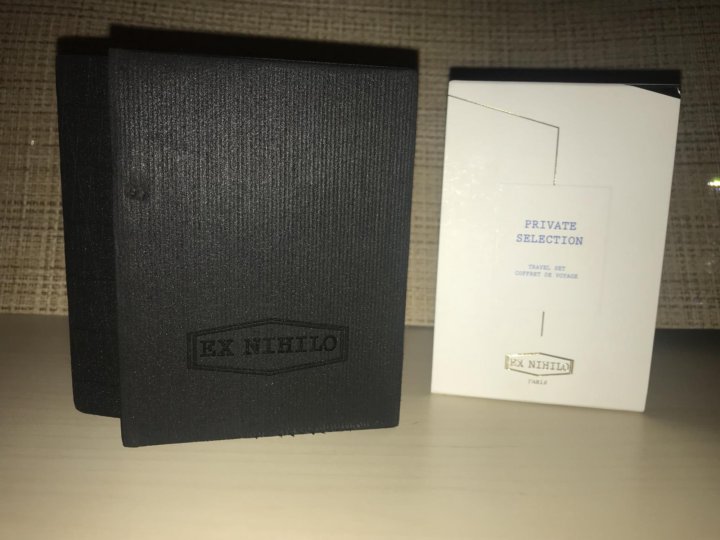 EX NIHILO
PRIVATE
SELECTION
TRAVEL SET
COFFRET DE VOYAGE
EX NIHILO
PARIS